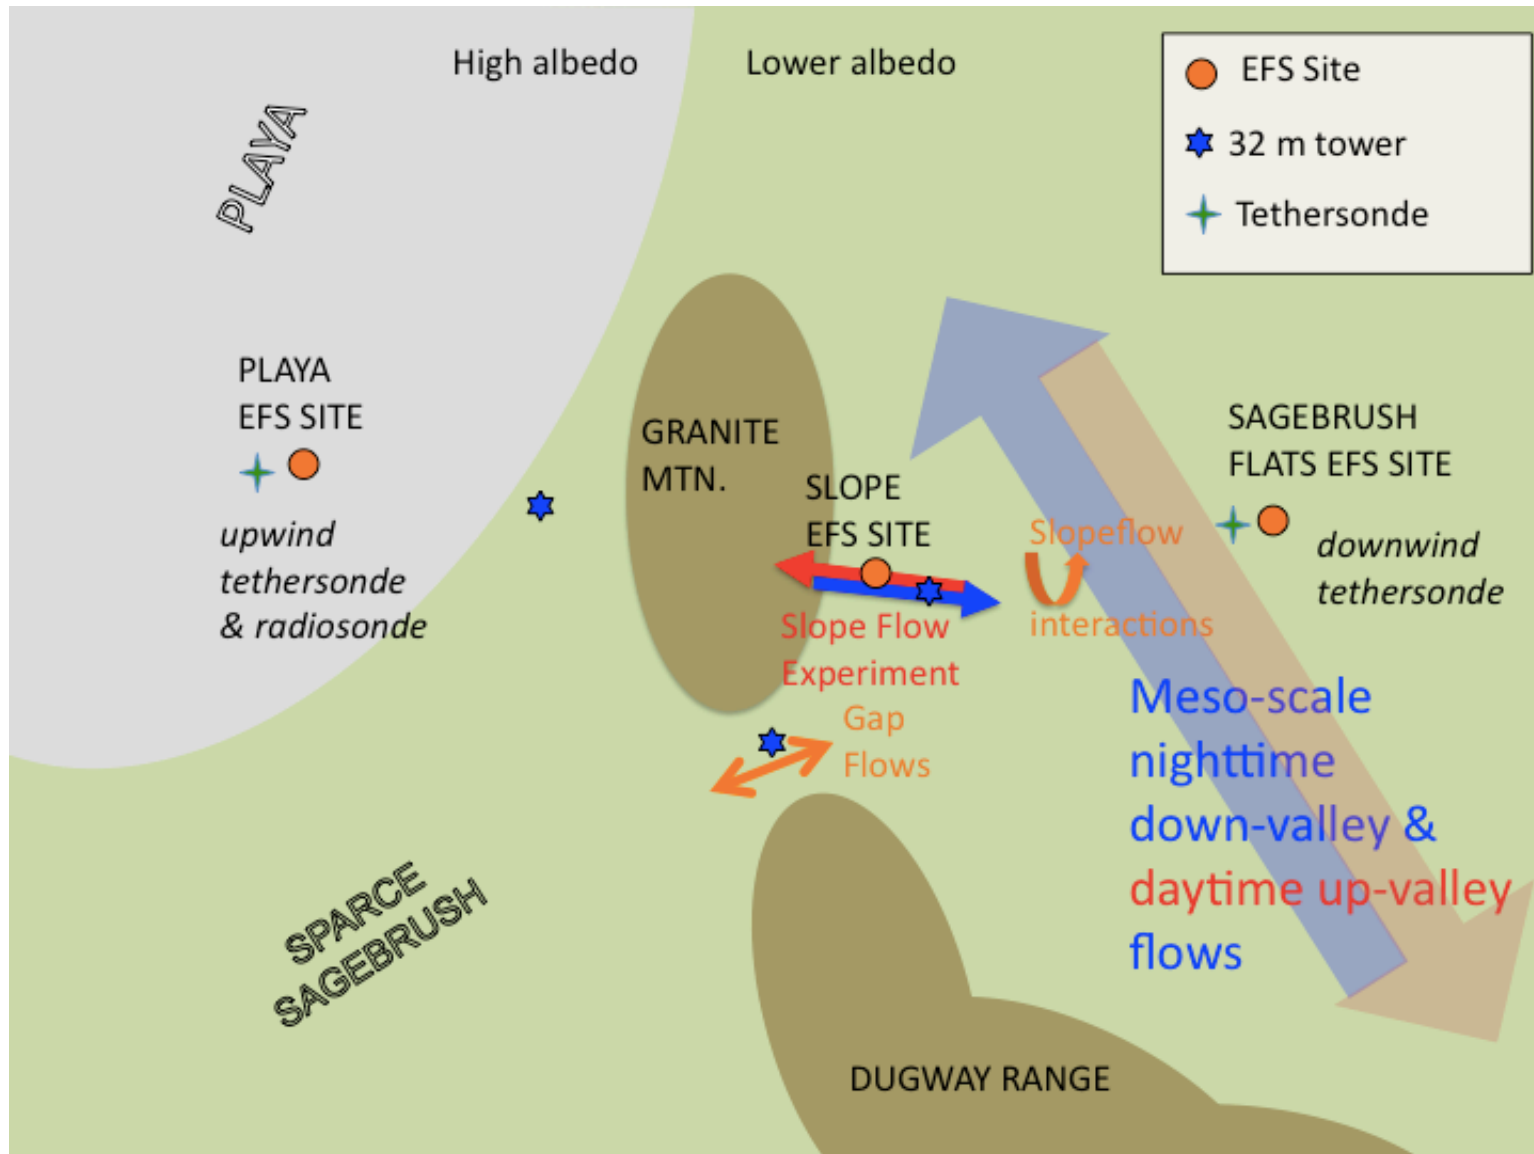 High albedo
Lower albedo
EFS Site
32 m tower
Tethersonde
PLAYA
PLAYA
EFS SITE
upwind
tethersonde
& radiosonde
GRANITE
MTN.
SLOPE
EFS SITE
Slope Flow
Experiment
Gap
Flows
Slopeflow
interactions
SAGEBRUSH
FLATS EFS SITE
downwind
tethersonde
Meso-scale
nighttime
down-valley &
daytime up-valley
flows
SPARCE
SAGEBRUSH
DUGWAY RANGE